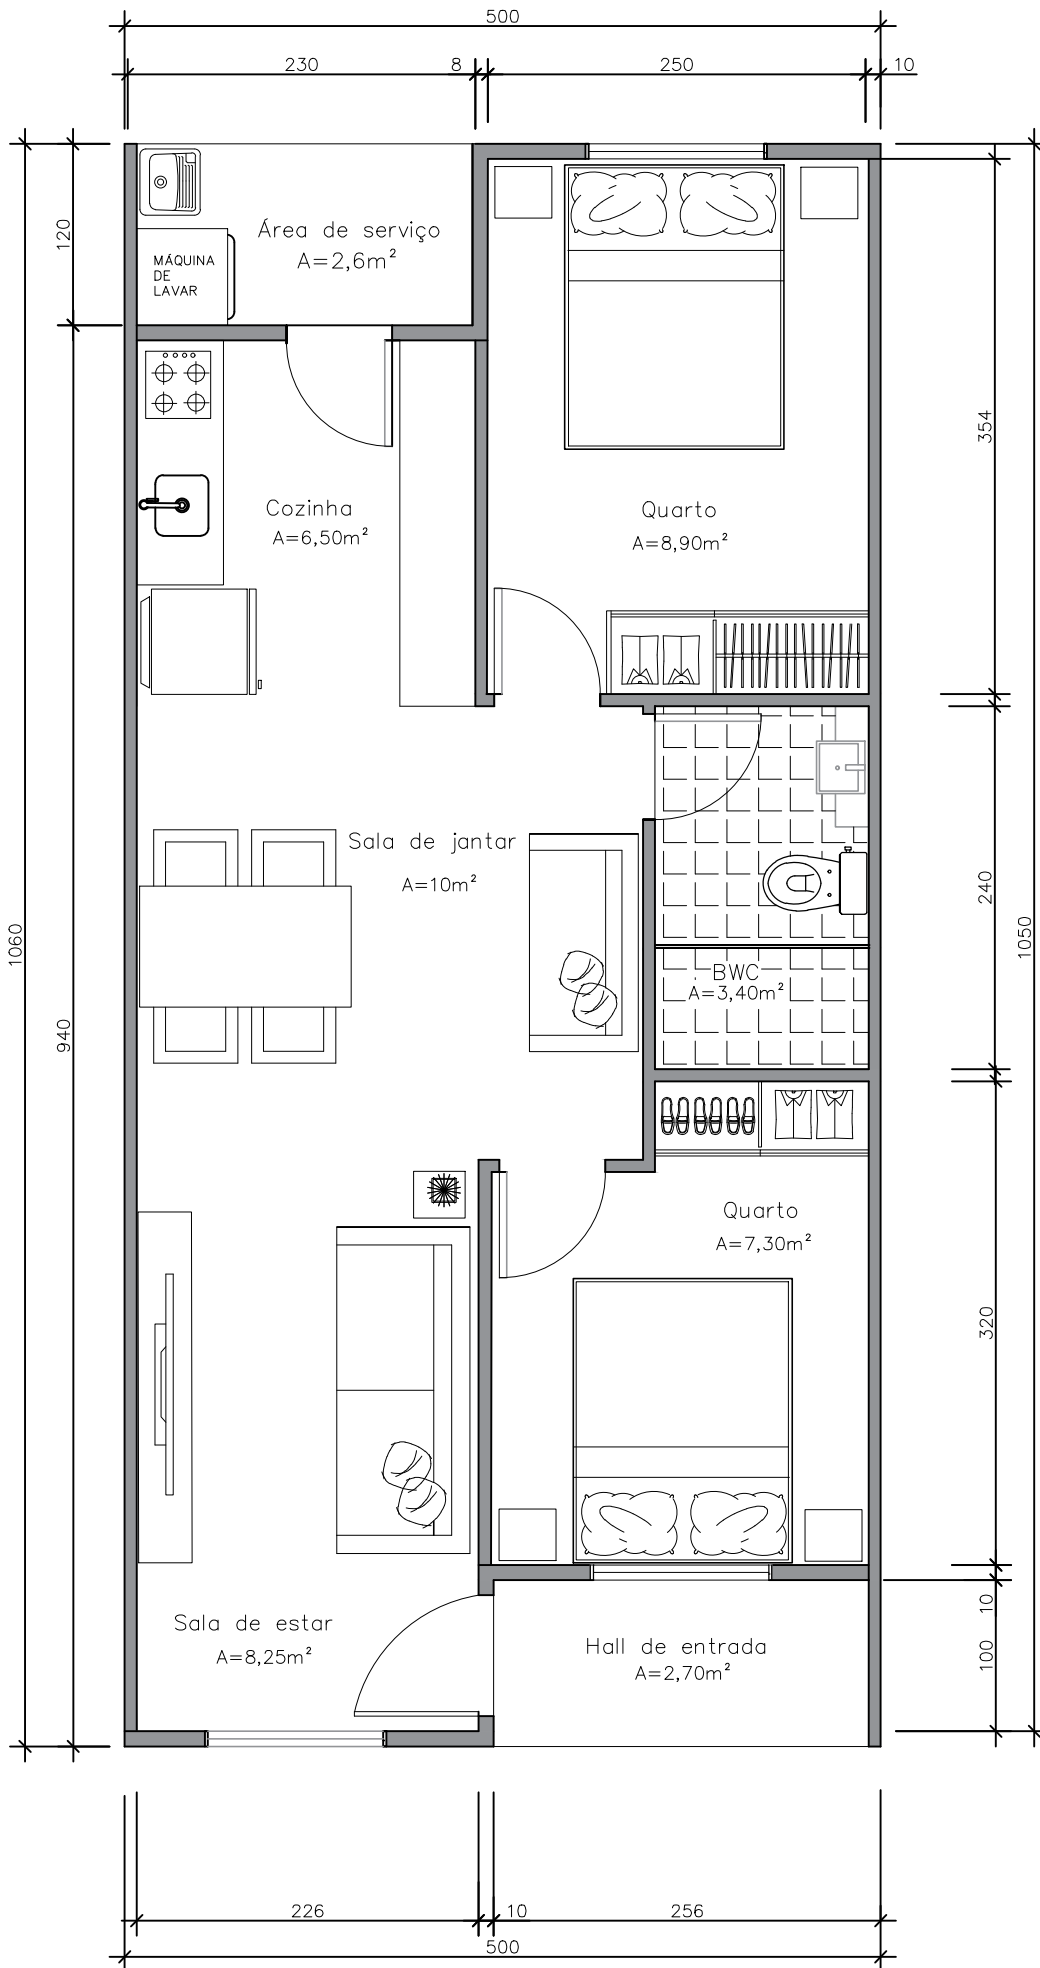 500
230
8
250
10
120
Área de serviço
A=2,6m²
MÁQUINA
DE
LAVAR
354
Cozinha
A=6,50m²
Quarto
A=8,90m²
Sala de jantar
A=10m²
240
1060
1050
940
BWC
A=3,40m²
Quarto
A=7,30m²
320
10
100
Sala de estar
A=8,25m²
Hall de entrada
A=2,70m²
226
10
256
500